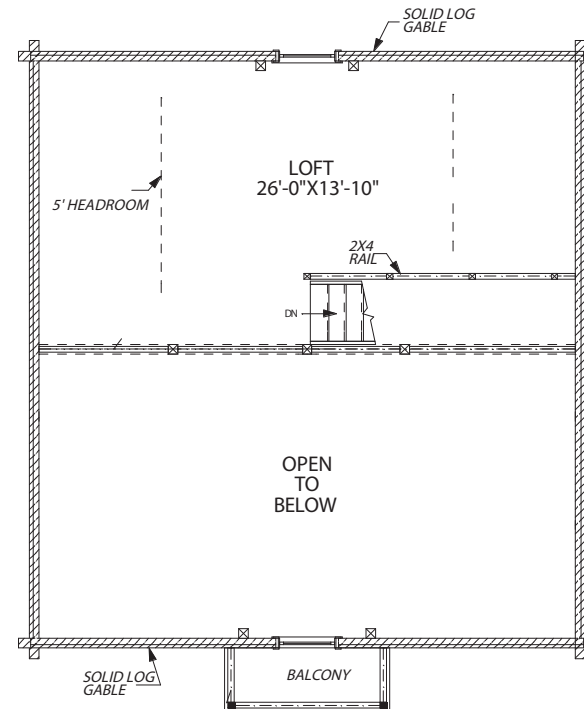 SOLID LOG
GABLE
LOFT
26'-0"X13'-10"
5' HEADROOM
2X4
RAIL
DN
OPEN
TO
BELOW
SOLID LOG
GABLE
BALCONY